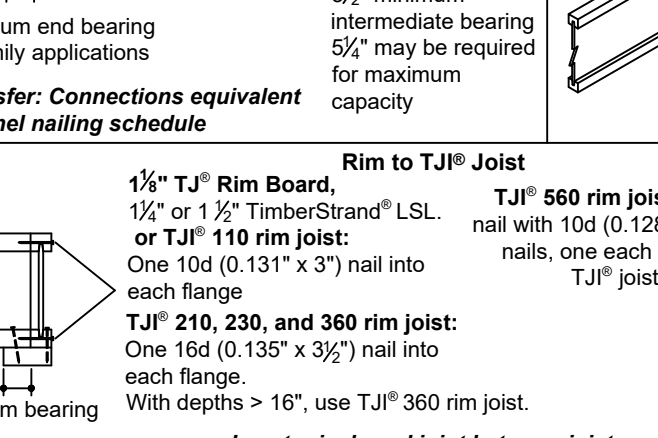 um end bearing
ily applications
sfer: Connections equivalent
nel nailing schedule
minimum
intermediate bearing
5¼" may be required
for maximum
capacity
Rim to TJI® Joist
1⅛" TJ® Rim Board,
1¼" or 1 ½" TimberStrand® LSL.
or TJI® 110 rim joist:
One 10d (0.131" x 3") nail into
each flange
TJI® 210, 230, and 360 rim joist:
One 16d (0.135" x 3½") nail into
each flange.
With depths > 16", use TJI® 360 rim joist.
TJI® 560 rim jois
nail with 10d (0.128
nails, one each
TJI® joist
m bearing